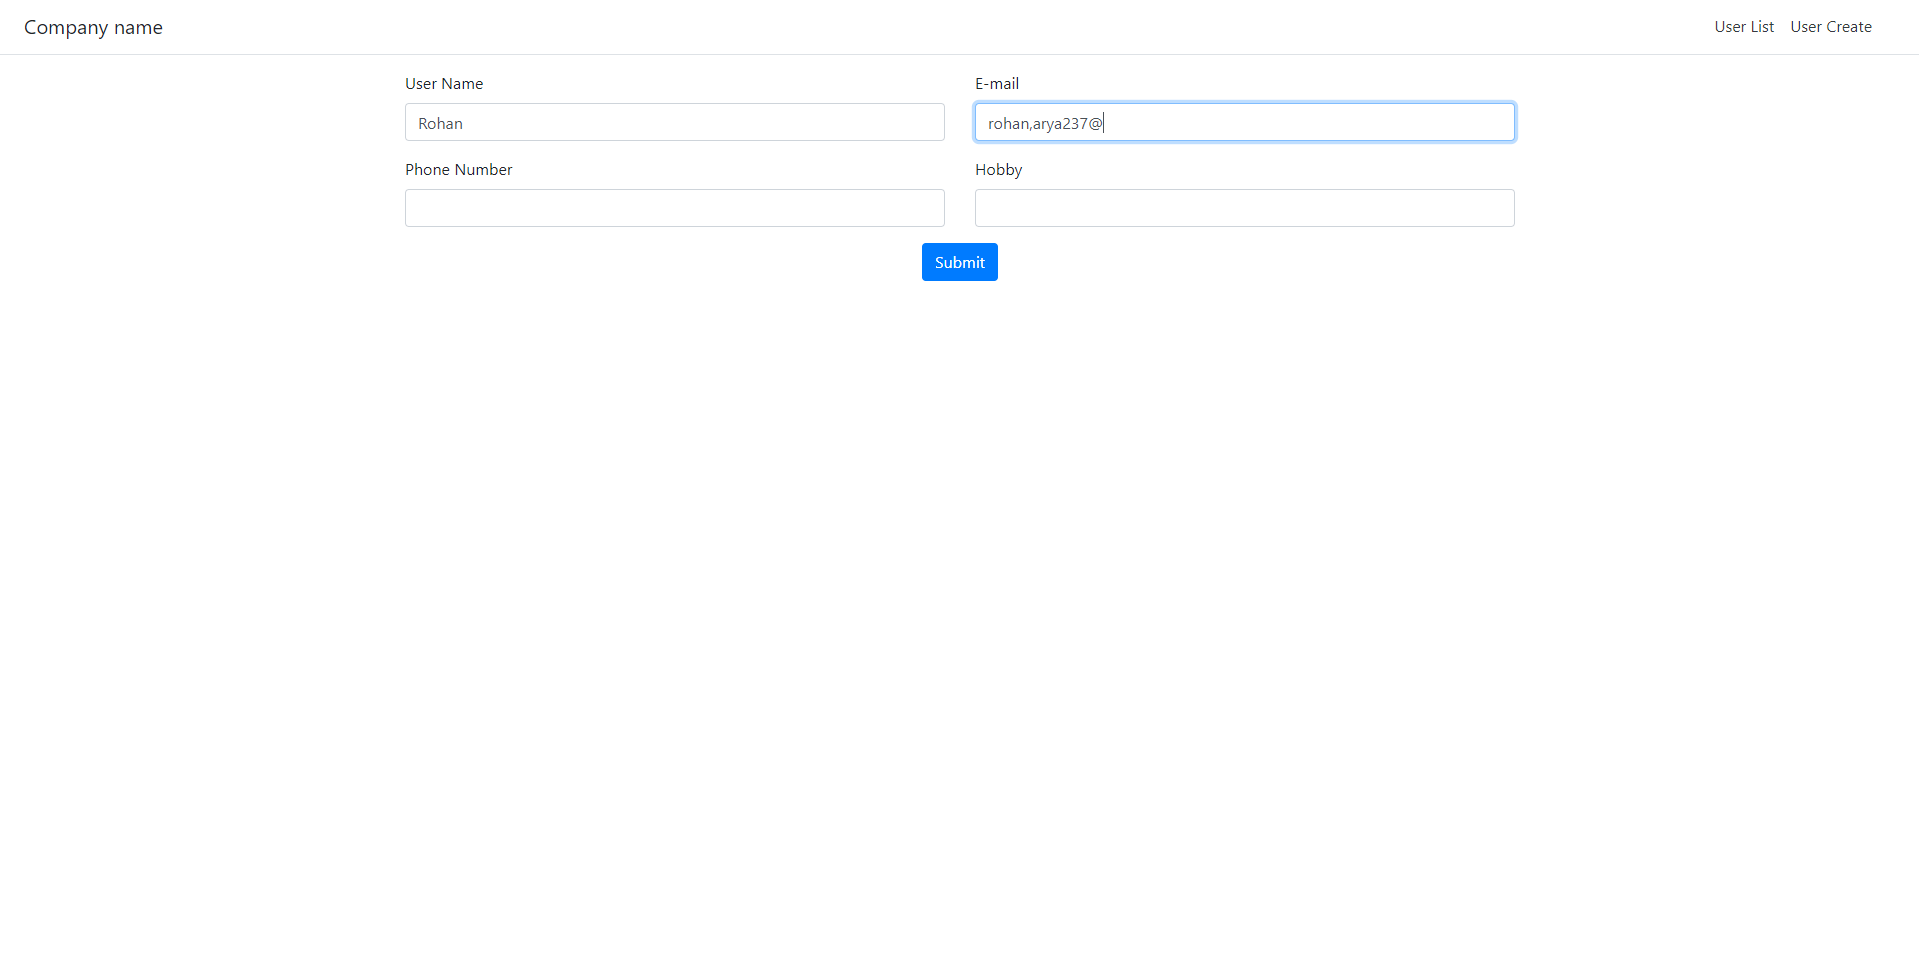 Company name
User List User Create
User Name
E-mail
Rohan
rohan,arya237@
Phone Number
Hobby
Submit